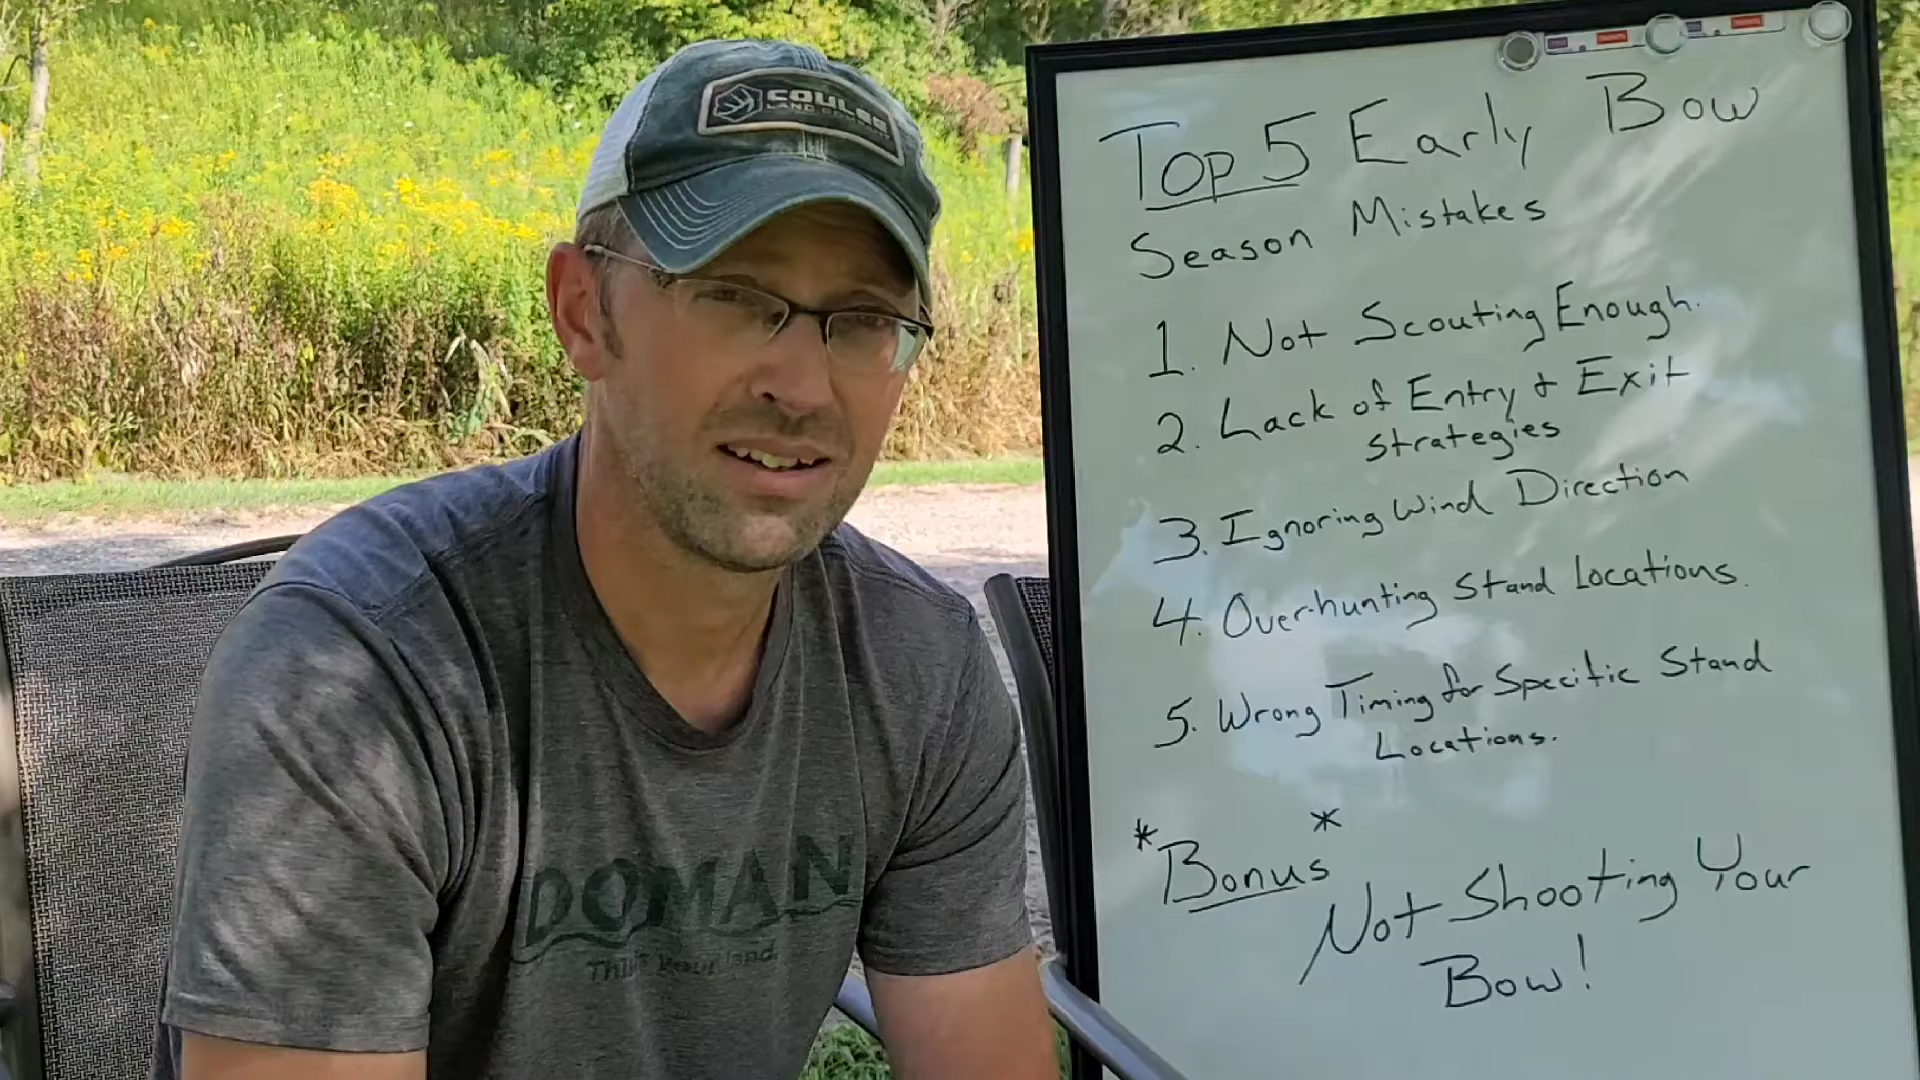 COULEE
Top 5 Early Bow
Season Mistakes
1. Not Scouting Enough.
2. Lack of Entry + Exit
Strategies
3. Ignoring Wind Direction
4. Over-hunting Stand Locations.
5. Wrong Timing for Specific Stand
Locations.
*Bonus*
Not Shooting Your
Bow!
DOMAN